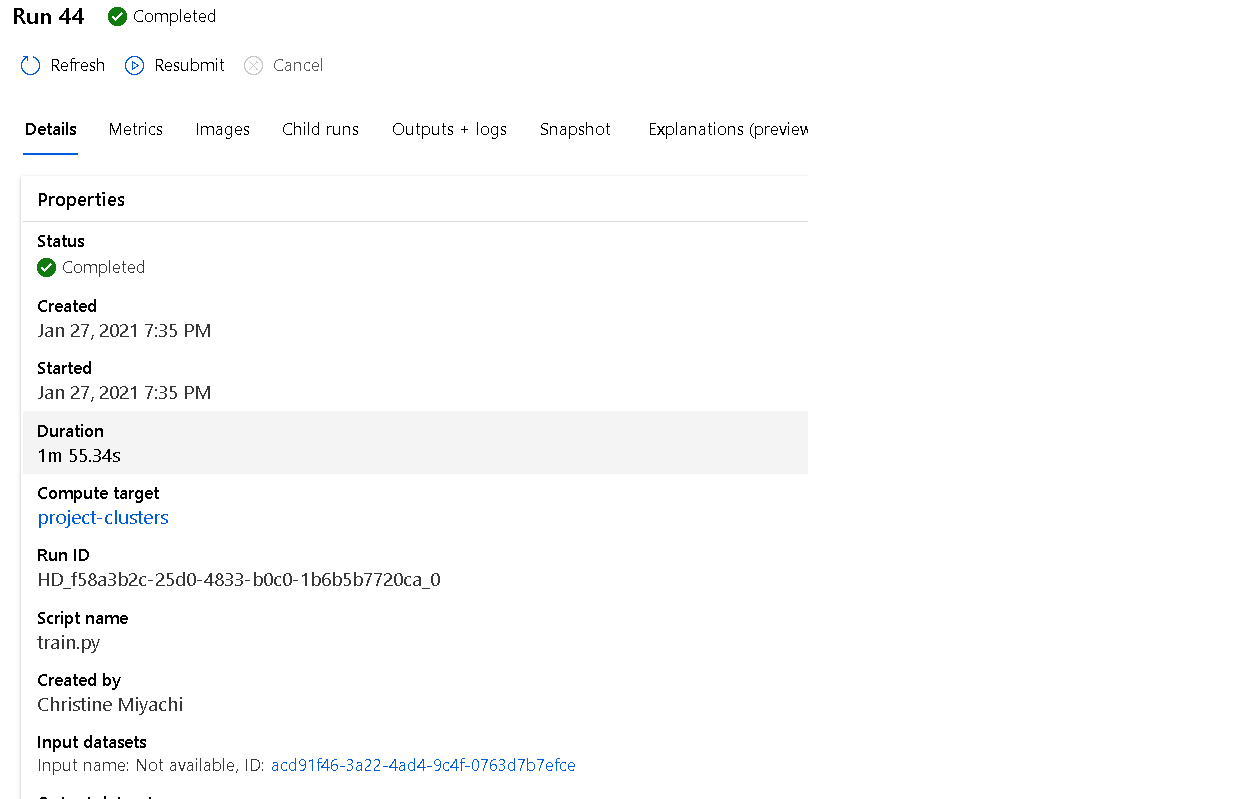 Run 44 Completed
Refresh Resubmit Cancel
Details Metrics Images Child runs Outputs + logs Snapshot Explanations (preview
Properties
Status
Completed
Created
Jan 27, 2021 7:35 PM
Started
Jan 27, 2021 7:35 PM
Duration
1m 55.34s
Compute target
project-clusters
Run ID
HD_f58a3b2c-25d0-4833-b0c0-1b6b5b7720ca_0
Script name
train.py
Created by
Christine Miyachi
Input datasets
Input name: Not available, ID: acd91f46-3a22-4ad4-9c4f-0763d7b7efce